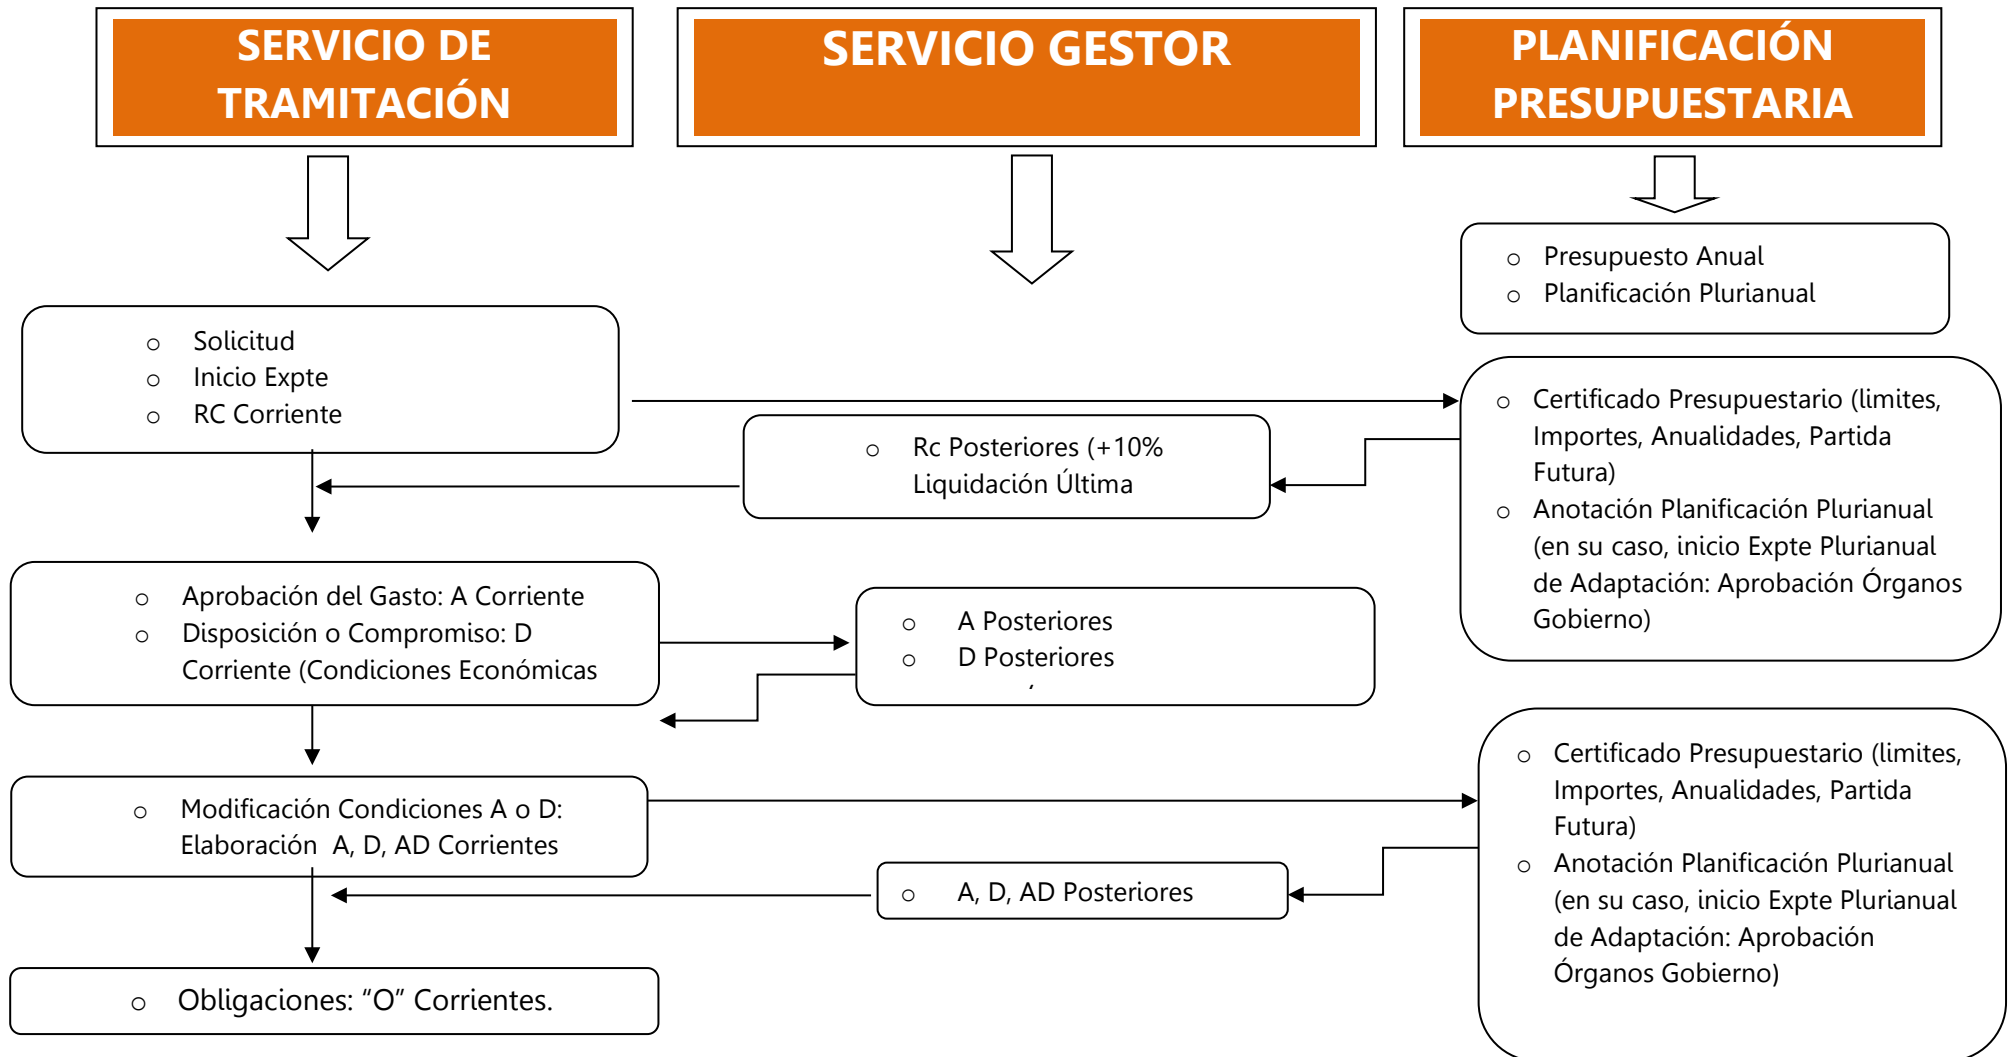 SERVICIO DE
TRAMITACIÓN
SERVICIO GESTOR
PLANIFICACIÓN
PRESUPUESTARIA
o Presupuesto Anual
o Planificación Plurianual
o Solicitud
o Inicio Expte
o RC Corriente
o Certificado Presupuestario (limites,
Importes, Anualidades, Partida
Futura)
o Anotación Planificación Plurianual
(en su caso, inicio Expte Plurianual
de Adaptación: Aprobación Órganos
Gobierno)
o Rc Posteriores (+10%
Liquidación Última
o Aprobación del Gasto: A Corriente
o Disposición o Compromiso: D
Corriente (Condiciones Económicas
o A Posteriores
o D Posteriores
o Modificación Condiciones A o D:
Elaboración  A, D, AD Corrientes
o Certificado Presupuestario (limites,
Importes, Anualidades, Partida
Futura)
o Anotación Planificación Plurianual
(en su caso, inicio Expte Plurianual
de Adaptación: Aprobación
Órganos Gobierno)
o A, D, AD Posteriores
o Obligaciones: “O” Corrientes.